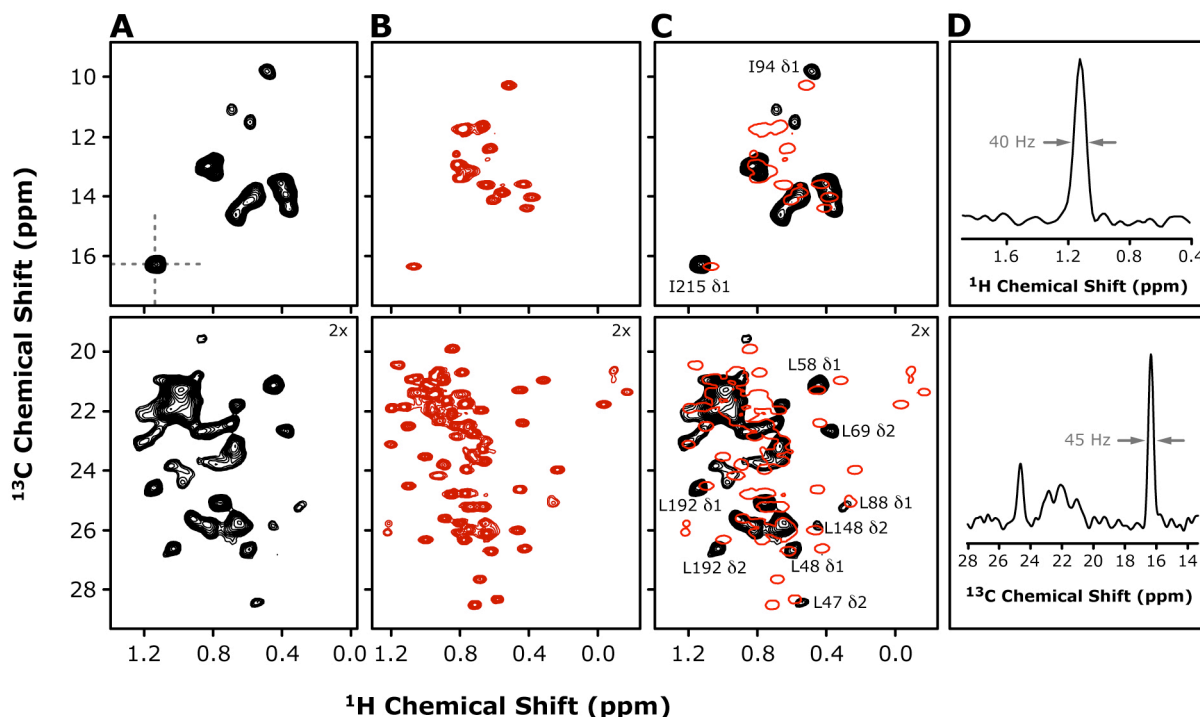 A
B
C
D
10
12
14
16
I94 δ1
I215 δ1
40 Hz
1.6
1.2
0.8
0.4
¹H Chemical Shift (ppm)
¹³C Chemical Shift (ppm)
2x
2x
20
22
24
26
28
L58 δ1
L69 δ2
L192 δ1
L88 δ1
L148 δ2
L192 δ2
L48 δ1
L47 δ2
45 Hz
28 26 24 22 20 18 16 14
¹³C Chemical Shift (ppm)
1.2 0.8 0.4 0.0
1.2 0.8 0.4 0.0
1.2 0.8 0.4 0.0
¹H Chemical Shift (ppm)